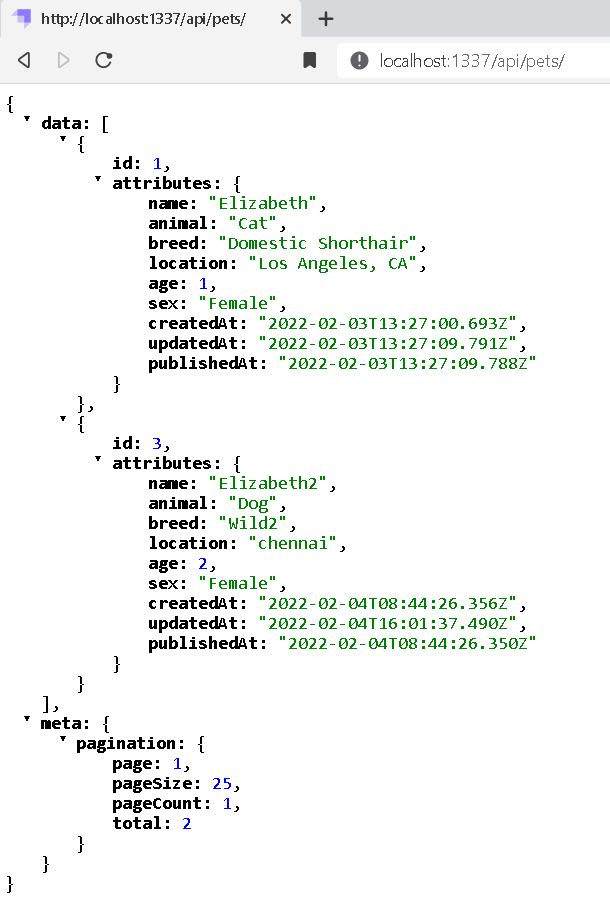 http://localhost:1337/api/pets/
localhost:1337/api/pets/
{
data: [
{
id: 1,
attributes: {
name: "Elizabeth",
animal: "Cat",
breed: "Domestic Shorthair",
location: "Los Angeles, CA",
age: 1,
sex: "Female",
createdAt: "2022-02-03T13:27:00.693Z",
updatedAt: "2022-02-03T13:27:09.791Z",
publishedAt: "2022-02-03T13:27:09.788Z"
}
},
{
id: 3,
attributes: {
name: "Elizabeth2",
animal: "Dog",
breed: "Wild2",
location: "chennai",
age: 2,
sex: "Female",
createdAt: "2022-02-04T08:44:26.356Z",
updatedAt: "2022-02-04T16:01:37.490Z",
publishedAt: "2022-02-04T08:44:26.350Z"
}
}
],
meta: {
pagination: {
page: 1,
pageSize: 25,
pageCount: 1,
total: 2
}
}
}